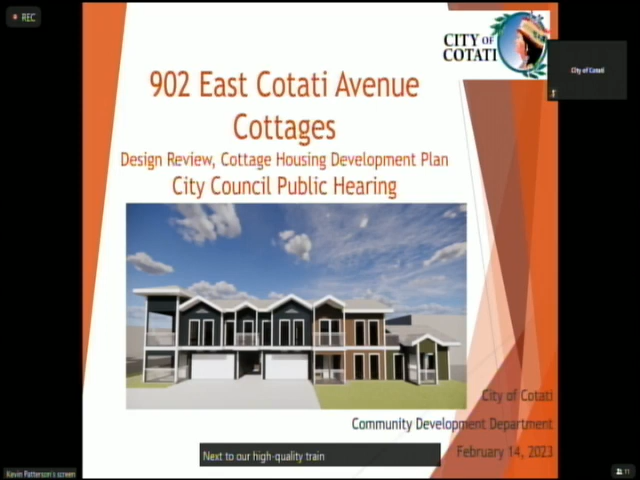 REC
CITY OF
COTATI
City of Cotati
902 East Cotati Avenue
Cottages
Design Review, Cottage Housing Development Plan
City Council Public Hearing
City of Cotati
Community Development Department
February 14, 2023
Next to our high-quality train
Kevin Patterson's screen
11